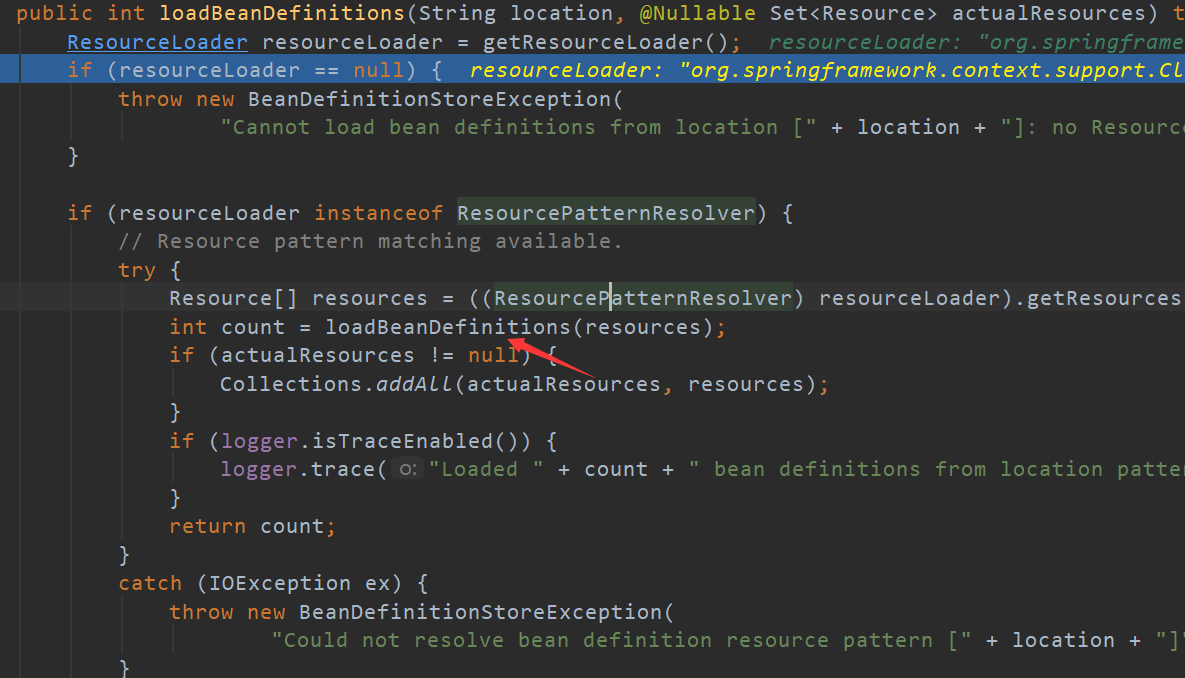 public int loadBeanDefinitions(String location, @Nullable Set<Resource> actualResources) t
ResourceLoader resourceLoader = getResourceLoader(); resourceLoader: "org.springframe
if (resourceLoader == null) { resourceLoader: "org.springframework.context.support.Cl
throw new BeanDefinitionStoreException(
"Cannot load bean definitions from location [" + location + "]: no Resourc
}
if (resourceLoader instanceof ResourcePatternResolver) {
// Resource pattern matching available.
try {
Resource[] resources = ((ResourcePatternResolver) resourceLoader).getResources
int count = loadBeanDefinitions(resources);
if (actualResources != null) {
Collections.addAll(actualResources, resources);
}
if (logger.isTraceEnabled()) {
logger.trace( o: "Loaded " + count + " bean definitions from location patte
}
return count;
}
catch (IOException ex) {
throw new BeanDefinitionStoreException(
"Could not resolve bean definition resource pattern [" + location + "]"
}